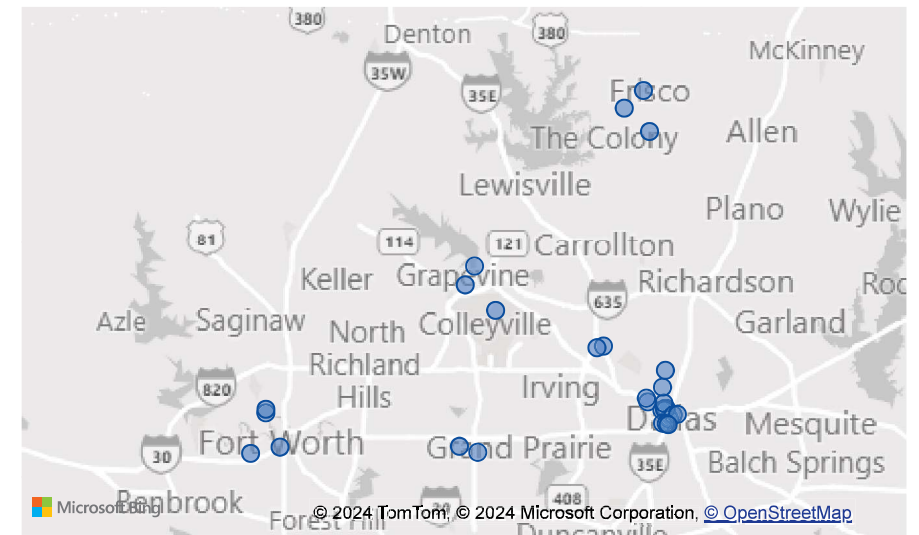 380
Denton
380
McKinney
35W
35E
Frisco
The Colony
Allen
Lewisville
Plano
Wylie
81
114
121
Carrollton
Keller
Grapevine
Richardson
Roc
635
Azle
Saginaw
North
Richland
Hills
Colleyville
Garland
820
Irving
Dallas
Mesquite
Fort Worth
Grand Prairie
30
35E
Balch Springs
Benbrook
Microsoft Bing
20
408
Forest Hill
© 2024 TomTom, © 2024 Microsoft Corporation, © OpenStreetMap
Duncanville